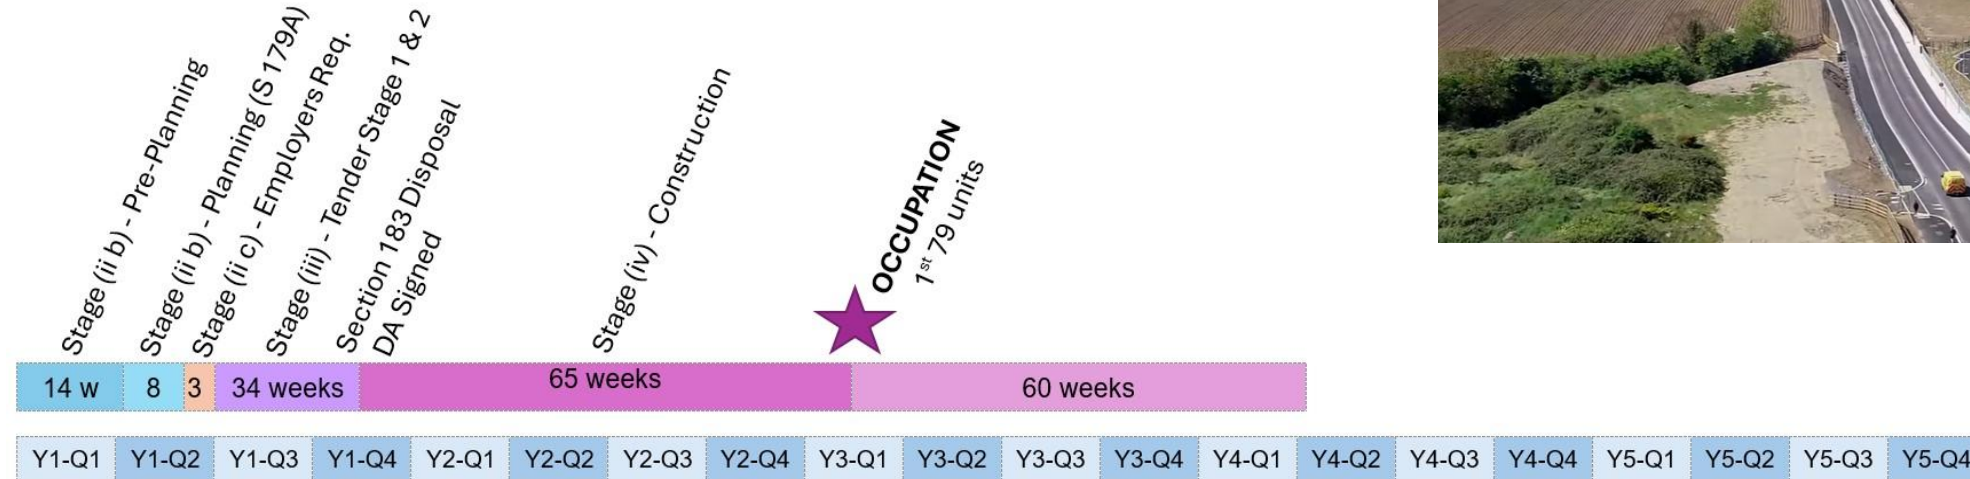 Stage (ii b) - Pre-Planning
Stage (ii b) - Planning (S 179A)
Stage (ii c) - Employers Req.
Stage (iii) - Tender Stage 1 & 2
Section 183 Disposal
DA Signed
Stage (iv) - Construction
OCCUPATION
1st 79 units
14 w
8
3
34 weeks
65 weeks
60 weeks
Y1-Q1
Y1-Q2
Y1-Q3
Y1-Q4
Y2-Q1
Y2-Q2
Y2-Q3
Y2-Q4
Y3-Q1
Y3-Q2
Y3-Q3
Y3-Q4
Y4-Q1
Y4-Q2
Y4-Q3
Y4-Q4
Y5-Q1
Y5-Q2
Y5-Q3
Y5-Q4